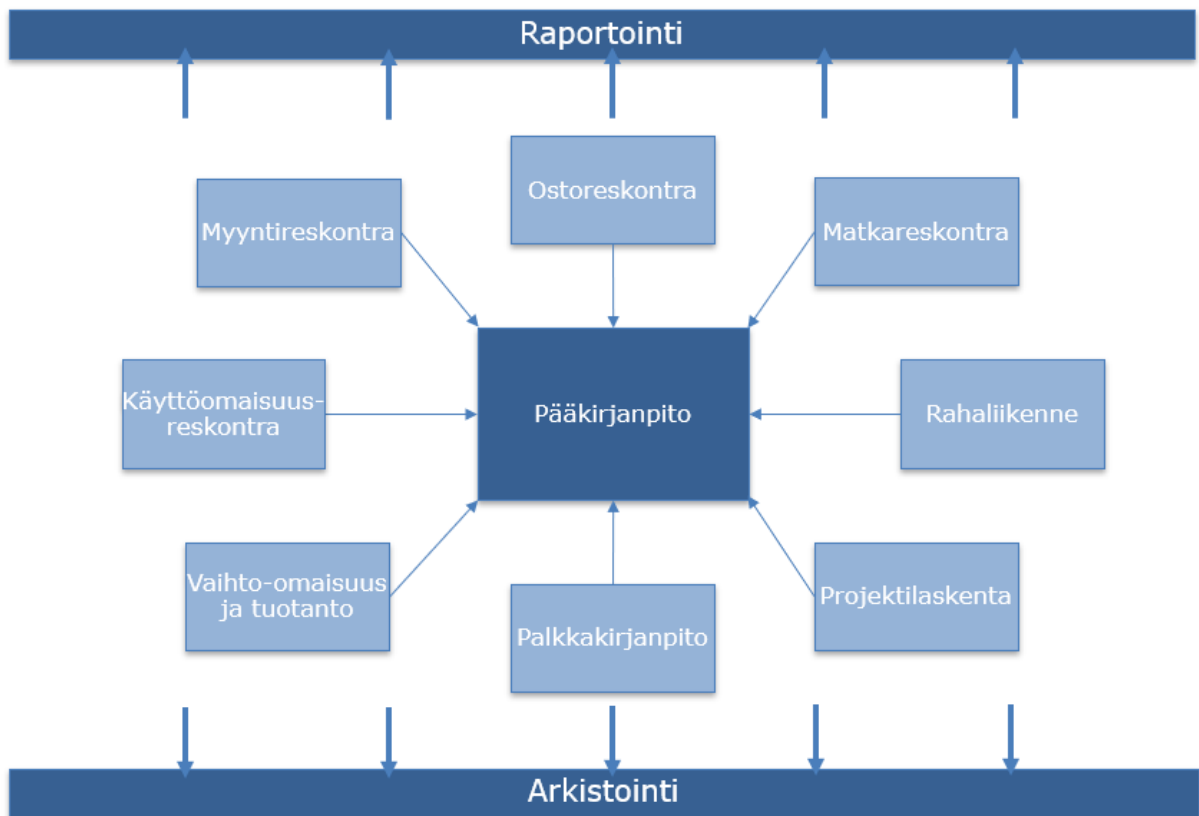 Raportointi
Ostoreskontra
Myyntireskontra
Matkareskontra
Käyttöomaisuus-
reskontra
Pääkirjanpito
Rahaliikenne
Vaihto-omaisuus
ja tuotanto
Palkkakirjanpito
Projektilaskenta
Arkistointi